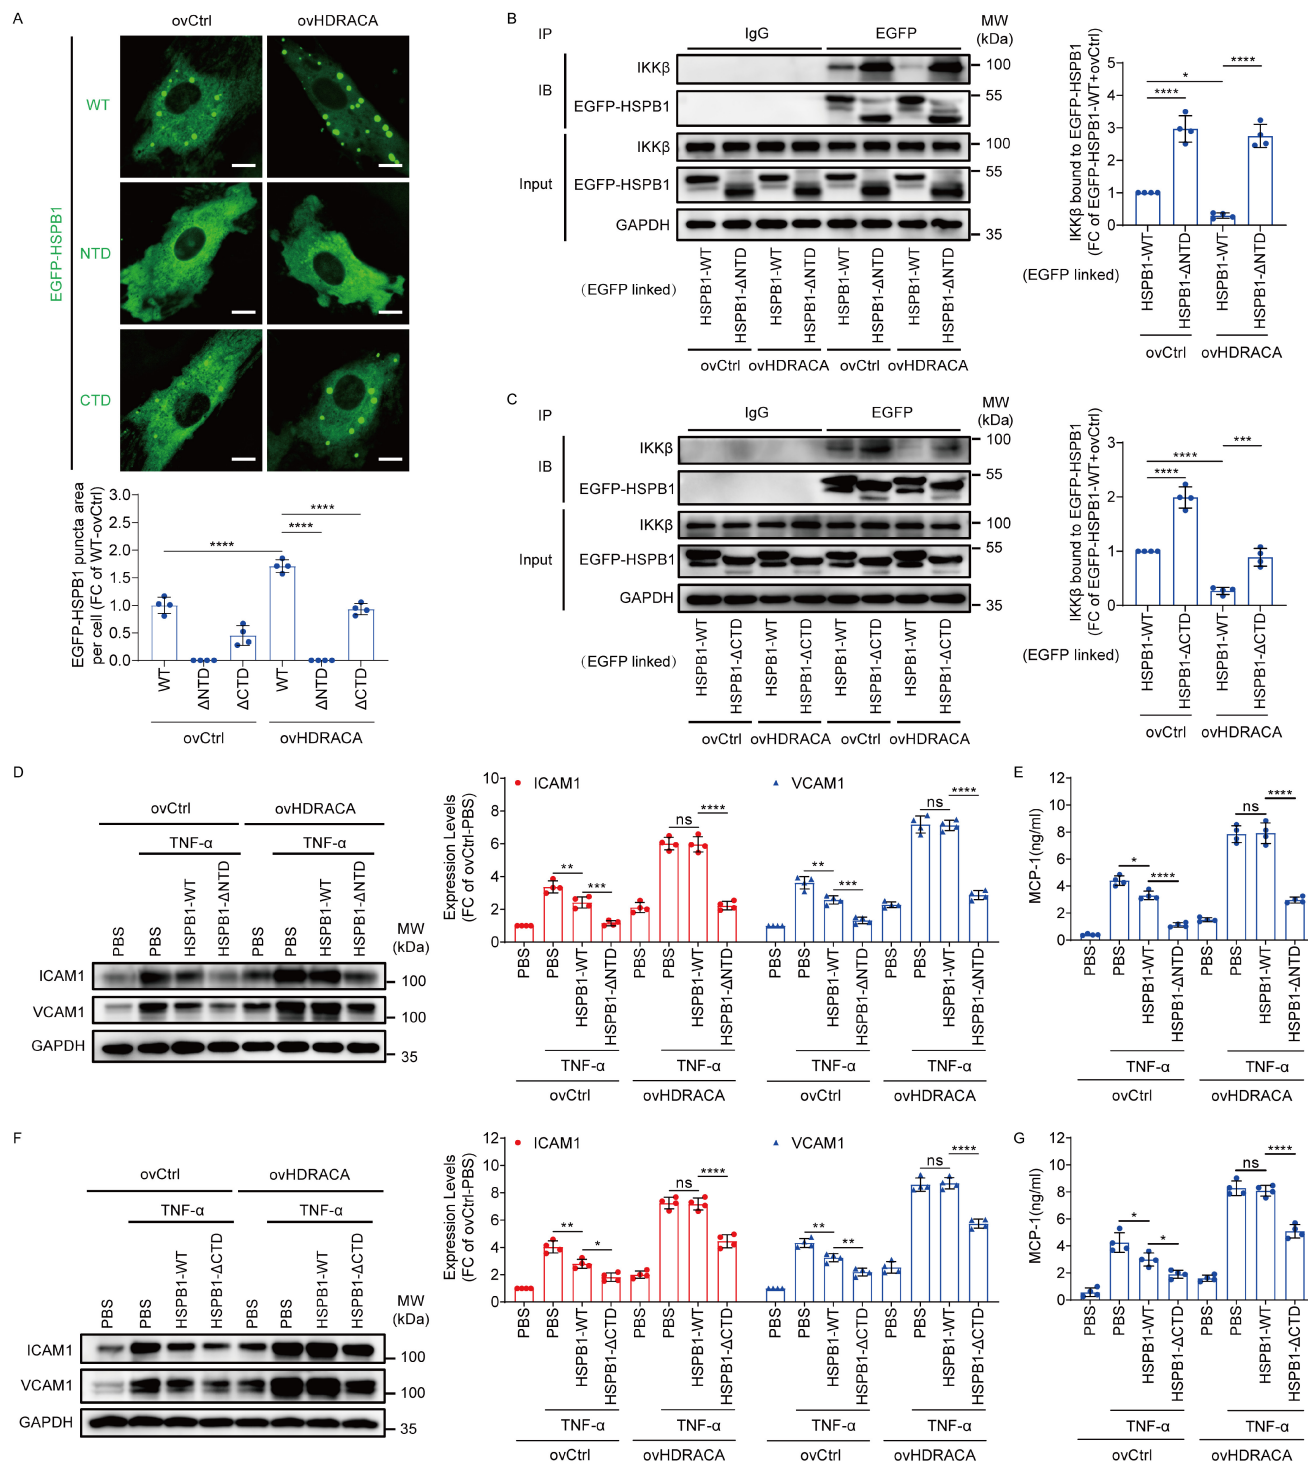 A
ovCtrl
ovHDRACA
EGFP-HSPB1
WT
NTD
CTD
EGFP-HSPB1 puncta area
per cell (FC of WT-ovCtrl)
3.0
2.5
2.0
1.5
1.0
0.5
0.0
****
****
****
WT
ΔNTD
ΔCTD
WT
ΔNTD
ΔCTD
ovCtrl
ovHDRACA
B
IP
IgG
EGFP
MW
(kDa)
IB
IKKβ
100
EGFP-HSPB1
55
Input
IKKβ
100
EGFP-HSPB1
55
GAPDH
35
(EGFP linked)
HSPB1-WT
HSPB1-ΔNTD
HSPB1-WT
HSPB1-ΔNTD
HSPB1-WT
HSPB1-ΔNTD
HSPB1-WT
HSPB1-ΔNTD
ovCtrl
ovHDRACA
ovCtrl
ovHDRACA
IKKβ bound to EGFP-HSPB1
(FC of EGFP-HSPB1-WT+ovCtrl)
5
4
3
2
1
0
*
****
****
(EGFP linked)
HSPB1-WT
HSPB1-ΔNTD
HSPB1-WT
HSPB1-ΔNTD
ovCtrl
ovHDRACA
C
IP
IgG
EGFP
MW
(kDa)
IB
IKKβ
100
EGFP-HSPB1
55
Input
IKKβ
100
EGFP-HSPB1
55
GAPDH
35
(EGFP linked)
HSPB1-WT
HSPB1-ΔCTD
HSPB1-WT
HSPB1-ΔCTD
HSPB1-WT
HSPB1-ΔCTD
HSPB1-WT
HSPB1-ΔCTD
ovCtrl
ovHDRACA
ovCtrl
ovHDRACA
IKKβ bound to EGFP-HSPB1
(FC of EGFP-HSPB1-WT+ovCtrl)
3
2
1
0
****
****
***
(EGFP linked)
HSPB1-WT
HSPB1-ΔCTD
HSPB1-WT
HSPB1-ΔCTD
ovCtrl
ovHDRACA
D
ovCtrl
ovHDRACA
TNF-α
TNF-α
PBS
PBS
HSPB1-WT
HSPB1-ΔNTD
PBS
PBS
HSPB1-WT
HSPB1-ΔNTD
MW
(kDa)
ICAM1
100
VCAM1
100
GAPDH
35
Expression Levels
(FC of ovCtrl-PBS)
10
8
6
4
2
0
ICAM1
VCAM1
**
***
ns
****
**
***
ns
****
PBS
PBS
HSPB1-WT
HSPB1-ΔNTD
PBS
PBS
HSPB1-WT
HSPB1-ΔNTD
PBS
PBS
HSPB1-WT
HSPB1-ΔNTD
PBS
PBS
HSPB1-WT
HSPB1-ΔNTD
TNF-α
TNF-α
TNF-α
TNF-α
ovCtrl
ovHDRACA
ovCtrl
ovHDRACA
E
MCP-1(ng/ml)
12
10
8
6
4
2
0
*
****
ns
****
PBS
PBS
HSPB1-WT
HSPB1-ΔNTD
PBS
PBS
HSPB1-WT
HSPB1-ΔNTD
TNF-α
TNF-α
ovCtrl
ovHDRACA
F
ovCtrl
ovHDRACA
TNF-α
TNF-α
PBS
PBS
HSPB1-WT
HSPB1-ΔCTD
PBS
PBS
HSPB1-WT
HSPB1-ΔCTD
MW
(kDa)
ICAM1
100
VCAM1
100
GAPDH
35
Expression Levels
(FC of ovCtrl-PBS)
12
10
8
6
4
2
0
ICAM1
VCAM1
**
*
ns
****
**
**
ns
****
PBS
PBS
HSPB1-WT
HSPB1-ΔCTD
PBS
PBS
HSPB1-WT
HSPB1-ΔCTD
PBS
PBS
HSPB1-WT
HSPB1-ΔCTD
PBS
PBS
HSPB1-WT
HSPB1-ΔCTD
TNF-α
TNF-α
TNF-α
TNF-α
ovCtrl
ovHDRACA
ovCtrl
ovHDRACA
G
MCP-1(ng/ml)
12
10
8
6
4
2
0
*
*
ns
****
PBS
PBS
HSPB1-WT
HSPB1-ΔCTD
PBS
PBS
HSPB1-WT
HSPB1-ΔCTD
TNF-α
TNF-α
ovCtrl
ovHDRACA